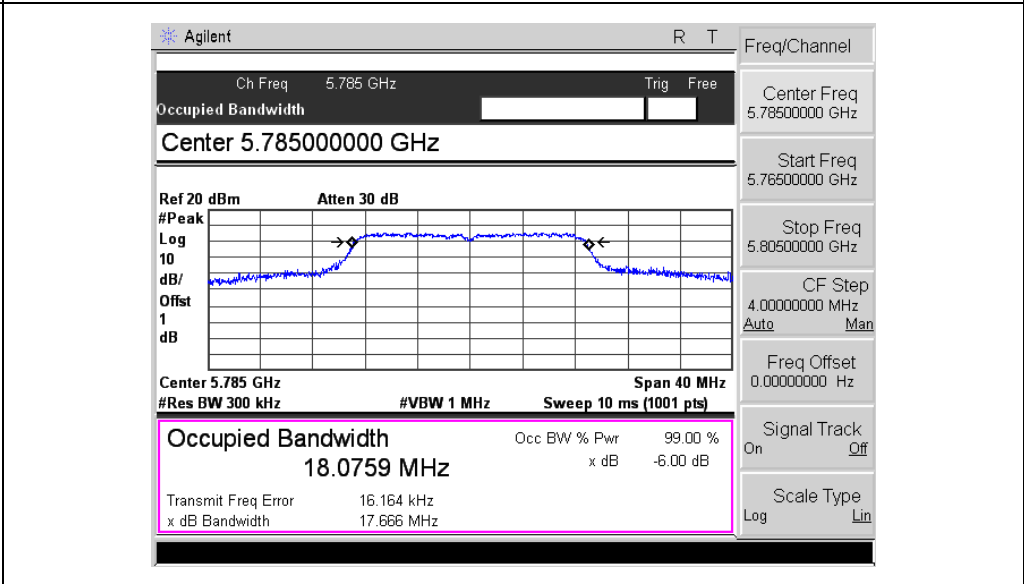 Agilent
R T
Ch Freq 5.785 GHz Trig Free
Occupied Bandwidth
Center 5.785000000 GHz
Ref 20 dBm Atten 30 dB
#Peak
Log
10
dB/
Offst
1
dB
Center 5.785 GHz Span 40 MHz
#Res BW 300 kHz #VBW 1 MHz Sweep 10 ms (1001 pts)
Occupied Bandwidth
18.0759 MHz
Occ BW % Pwr 99.00 %
x dB -6.00 dB
Transmit Freq Error 16.164 kHz
x dB Bandwidth 17.666 MHz
Freq/Channel
Center Freq
5.78500000 GHz
Start Freq
5.76500000 GHz
Stop Freq
5.80500000 GHz
CF Step
4.00000000 MHz
Auto Man
Freq Offset
0.00000000 Hz
Signal Track
On Off
Scale Type
Log Lin